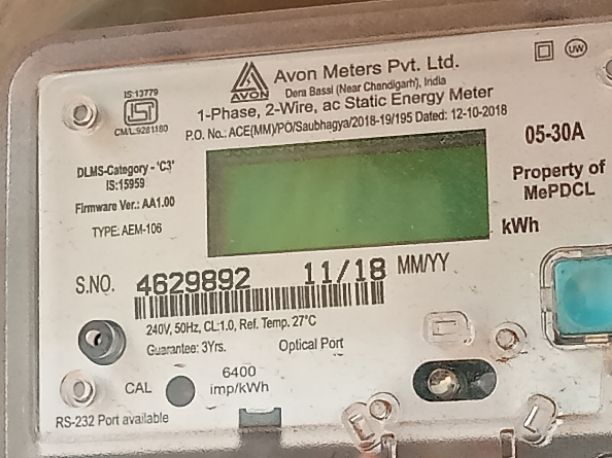 Avon Meters Pvt. Ltd.
AVON
Dera Bassi (Near Chandigarh), India
UW
IS:13779
CM/L:9281180
1-Phase, 2-Wire, ac Static Energy Meter
P.O. No.: ACE(MM)/PO/Saubhagya/2018-19/195 Dated: 12-10-2018
05-30A
DLMS-Category - 'C3'
IS:15959
Property of
MePDCL
Firmware Ver.: AA1.00
TYPE: AEM-106
kWh
S.NO. 4629892 11/18 MM/YY
240V, 50Hz, CL:1.0, Ref. Temp. 27°C
Guarantee: 3Yrs. Optical Port
CAL 6400
imp/kWh
RS-232 Port available